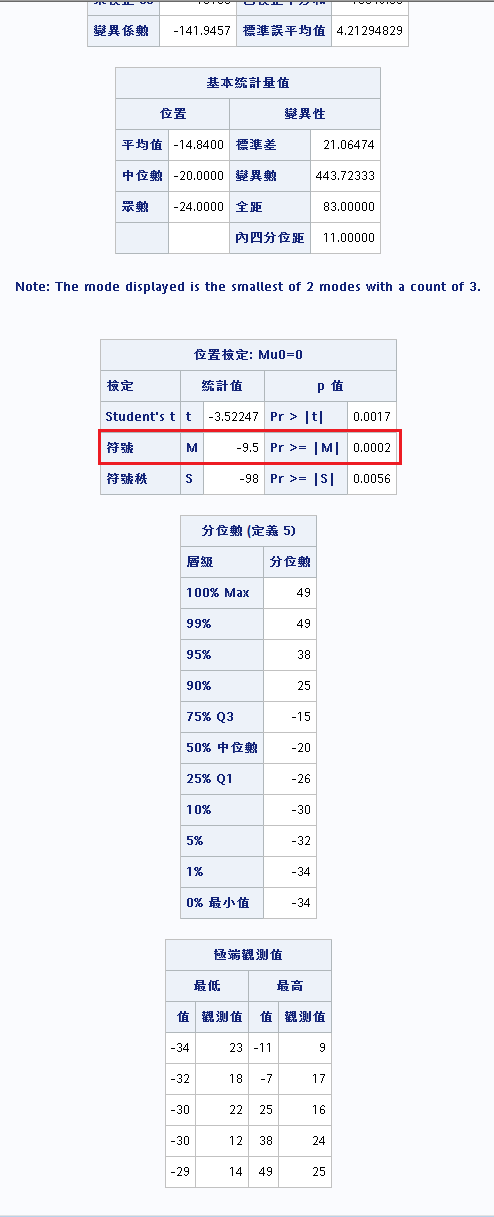 變異係數 -141.9457 標準誤平均值 4.21294829
基本統計量值
位置 變異性
平均值 -14.8400 標準差 21.06474
中位數 -20.0000 變異數 443.72333
眾數 -24.0000 全距 83.00000
內四分位距 11.00000
Note: The mode displayed is the smallest of 2 modes with a count of 3.
位置檢定: Mu0=0
檢定 統計值 p 值
Student's t t -3.52247 Pr > |t| 0.0017
符號 M -9.5 Pr >= |M| 0.0002
符號秩 S -98 Pr >= |S| 0.0056
分位數 (定義 5)
層級 分位數
100% Max 49
99% 49
95% 38
90% 25
75% Q3 -15
50% 中位數 -20
25% Q1 -26
10% -30
5% -32
1% -34
0% 最小值 -34
極端觀測值
最低 最高
值 觀測值 值 觀測值
-34 23 -11 9
-32 18 -7 17
-30 22 25 16
-30 12 38 24
-29 14 49 25